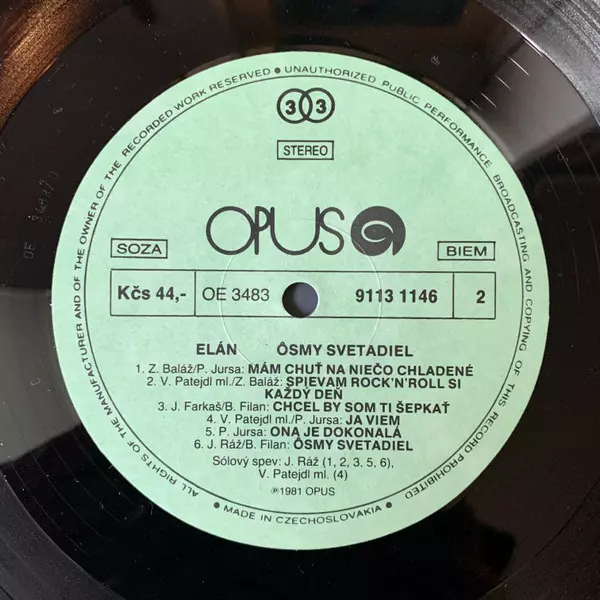 ALL RIGHTS OF THE MANUFACTURER AND OF THE OWNER OF THE RECORDED WORK RESERVED ● UNAUTHORIZED PUBLIC PERFORMANCE, BROADCASTING AND COPYING OF THIS RECORD PROHIBITED
33
STEREO
OPUS
SOZA
BIEM
Kčs 44,- OE 3483 9113 1146 2
ELÁN ÔSMY SVETADIEL
1. Z. Baláž/P. Jursa: MÁM CHUŤ NA NIEČO CHLADENÉ
2. V. Patejdl ml./Z. Baláž: SPIEVAM ROCK'N'ROLL SI
KAŽDÝ DEŇ
3. J. Farkaš/B. Filan: CHCEL BY SOM TI ŠEPKAŤ
4. V. Patejdl ml./P. Jursa: JA VIEM
5. P. Jursa: ONA JE DOKONALÁ
6. J. Ráž/B. Filan: ÔSMY SVETADIEL
Sólový spev: J. Ráž (1, 2, 3, 5, 6),
V. Patejdl ml. (4)
℗ 1981 OPUS
● MADE IN CZECHOSLOVAKIA ●